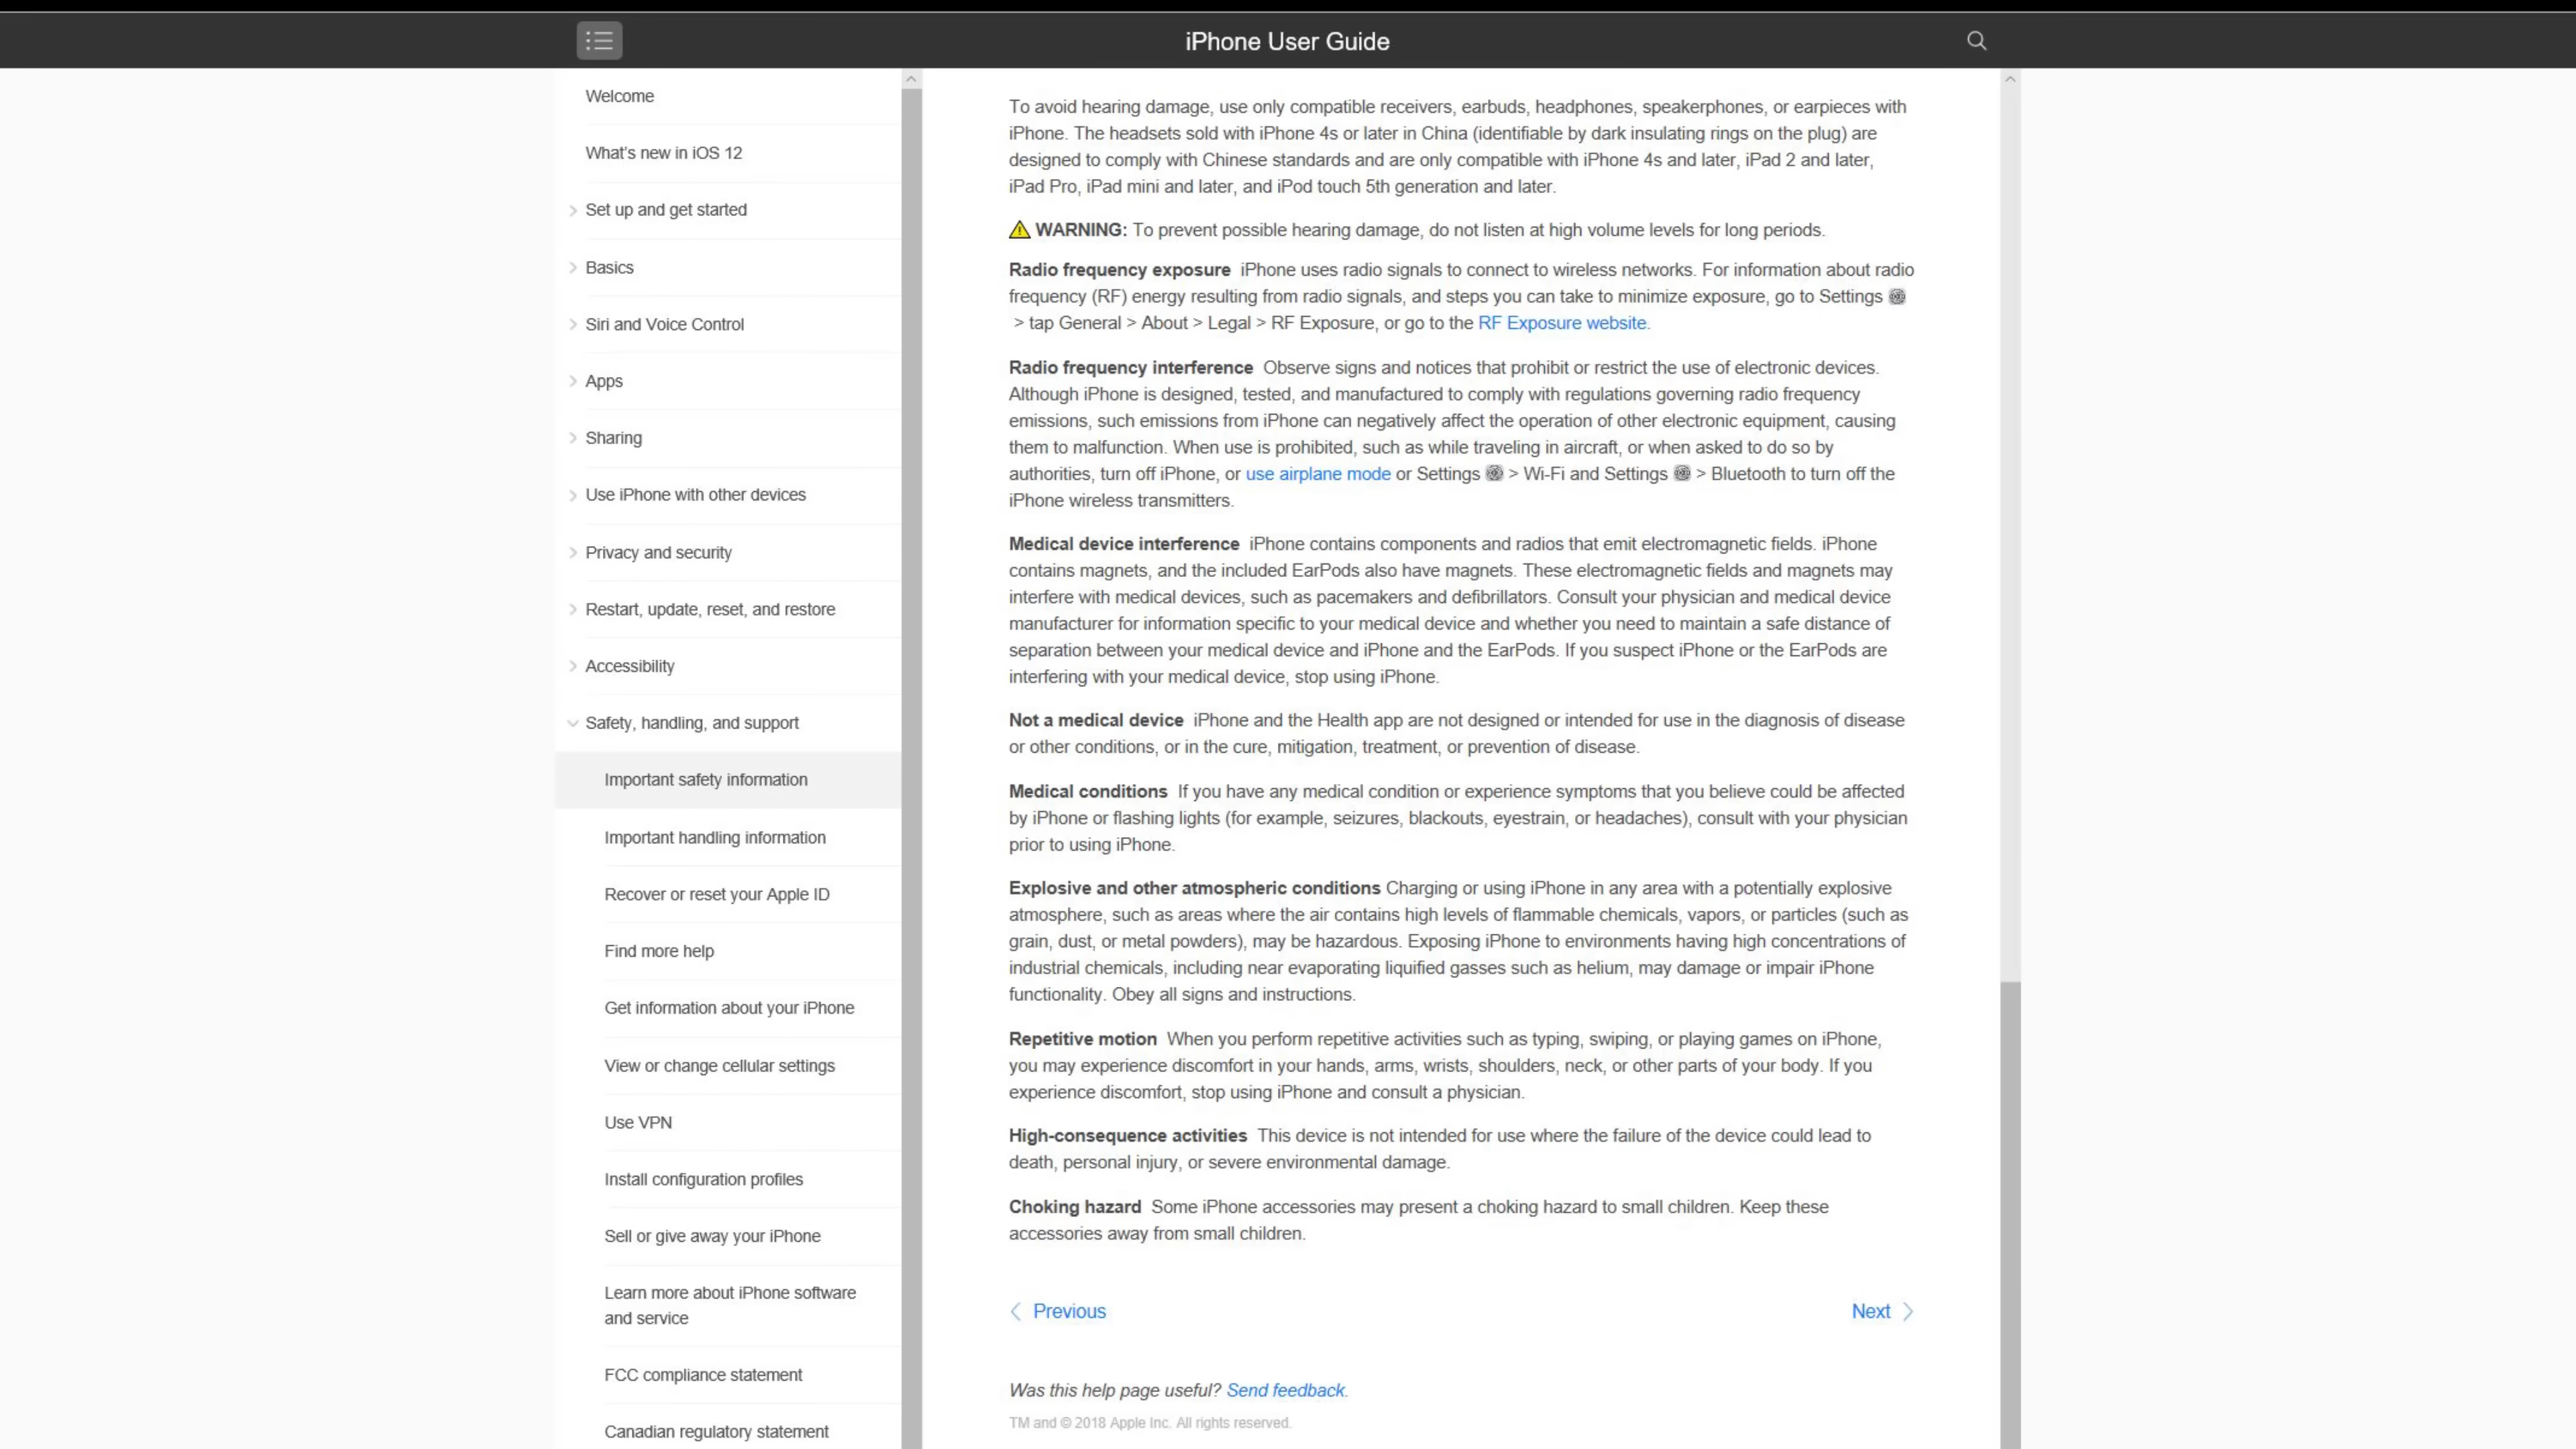 iPhone User Guide
Welcome
What's new in iOS 12
Set up and get started
Basics
Siri and Voice Control
Apps
Sharing
Use iPhone with other devices
Privacy and security
Restart, update, reset, and restore
Accessibility
Safety, handling, and support
Important safety information
Important handling information
Recover or reset your Apple ID
Find more help
Get information about your iPhone
View or change cellular settings
Use VPN
Install configuration profiles
Sell or give away your iPhone
Learn more about iPhone software
and service
FCC compliance statement
Canadian regulatory statement
To avoid hearing damage, use only compatible receivers, earbuds, headphones, speakerphones, or earpieces with
iPhone. The headsets sold with iPhone 4s or later in China (identifiable by dark insulating rings on the plug) are
designed to comply with Chinese standards and are only compatible with iPhone 4s and later, iPad 2 and later,
iPad Pro, iPad mini and later, and iPod touch 5th generation and later.
WARNING: To prevent possible hearing damage, do not listen at high volume levels for long periods.
Radio frequency exposure iPhone uses radio signals to connect to wireless networks. For information about radio
frequency (RF) energy resulting from radio signals, and steps you can take to minimize exposure, go to Settings
> tap General > About > Legal > RF Exposure, or go to the RF Exposure website.
Radio frequency interference Observe signs and notices that prohibit or restrict the use of electronic devices.
Although iPhone is designed, tested, and manufactured to comply with regulations governing radio frequency
emissions, such emissions from iPhone can negatively affect the operation of other electronic equipment, causing
them to malfunction. When use is prohibited, such as while traveling in aircraft, or when asked to do so by
authorities, turn off iPhone, or use airplane mode or Settings > Wi-Fi and Settings > Bluetooth to turn off the
iPhone wireless transmitters.
Medical device interference iPhone contains components and radios that emit electromagnetic fields. iPhone
contains magnets, and the included EarPods also have magnets. These electromagnetic fields and magnets may
interfere with medical devices, such as pacemakers and defibrillators. Consult your physician and medical device
manufacturer for information specific to your medical device and whether you need to maintain a safe distance of
separation between your medical device and iPhone and the EarPods. If you suspect iPhone or the EarPods are
interfering with your medical device, stop using iPhone.
Not a medical device iPhone and the Health app are not designed or intended for use in the diagnosis of disease
or other conditions, or in the cure, mitigation, treatment, or prevention of disease.
Medical conditions If you have any medical condition or experience symptoms that you believe could be affected
by iPhone or flashing lights (for example, seizures, blackouts, eyestrain, or headaches), consult with your physician
prior to using iPhone.
Explosive and other atmospheric conditions Charging or using iPhone in any area with a potentially explosive
atmosphere, such as areas where the air contains high levels of flammable chemicals, vapors, or particles (such as
grain, dust, or metal powders), may be hazardous. Exposing iPhone to environments having high concentrations of
industrial chemicals, including near evaporating liquified gasses such as helium, may damage or impair iPhone
functionality. Obey all signs and instructions.
Repetitive motion When you perform repetitive activities such as typing, swiping, or playing games on iPhone,
you may experience discomfort in your hands, arms, wrists, shoulders, neck, or other parts of your body. If you
experience discomfort, stop using iPhone and consult a physician.
High-consequence activities This device is not intended for use where the failure of the device could lead to
death, personal injury, or severe environmental damage.
Choking hazard Some iPhone accessories may present a choking hazard to small children. Keep these
accessories away from small children.
Previous
Next
Was this help page useful? Send feedback.
TM and © 2018 Apple Inc. All rights reserved.